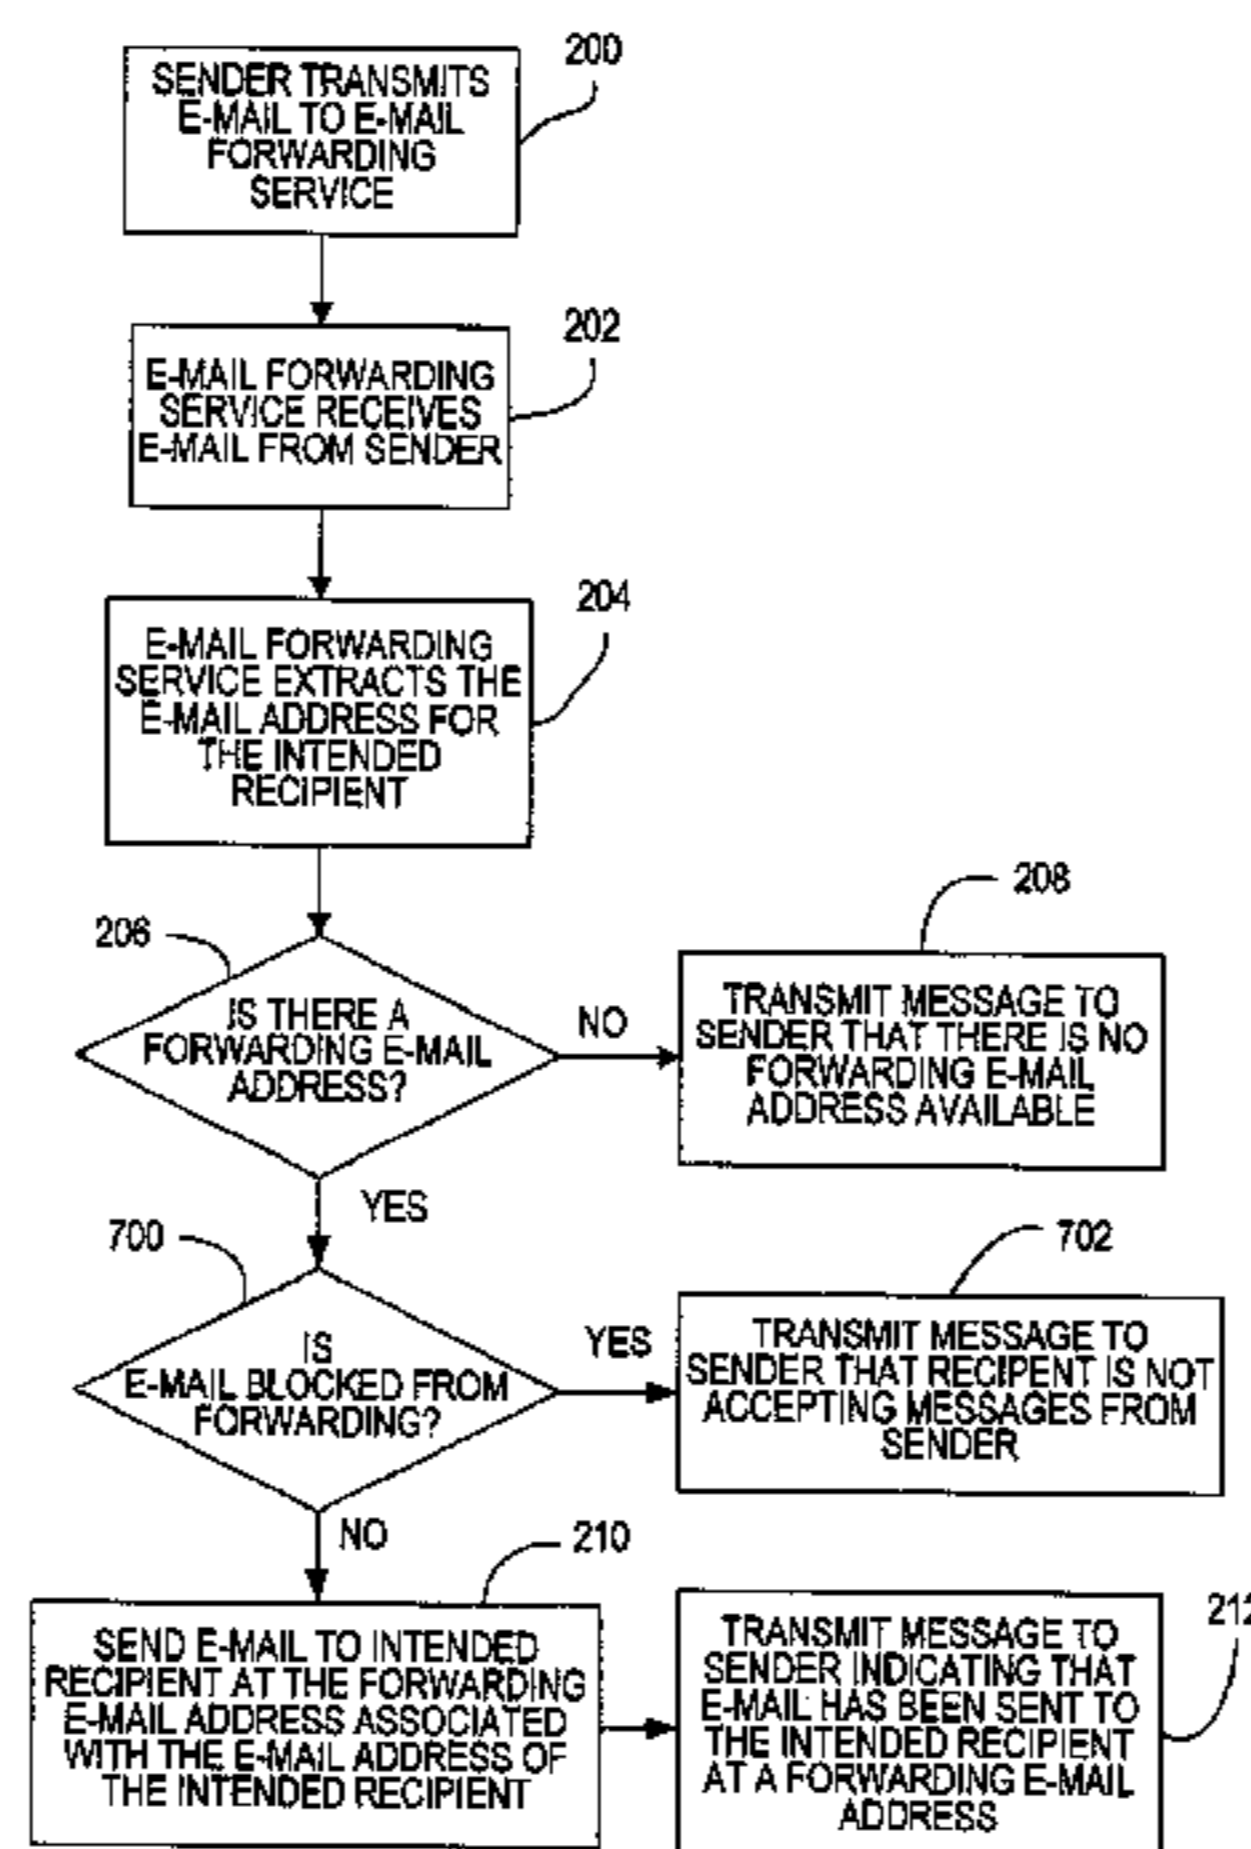 200
SENDER TRANSMITS
E-MAIL TO E-MAIL
FORWARDING
SERVICE
202
E-MAIL FORWARDING
SERVICE RECEIVES
E-MAIL FROM SENDER
204
E-MAIL FORWARDING
SERVICE EXTRACTS THE
E-MAIL ADDRESS FOR
THE INTENDED
RECIPIENT
206
IS THERE A
FORWARDING E-MAIL
ADDRESS?
NO
208
TRANSMIT MESSAGE TO
SENDER THAT THERE IS NO
FORWARDING E-MAIL
ADDRESS AVAILABLE
YES
700
IS
E-MAIL BLOCKED FROM
FORWARDING?
YES
702
TRANSMIT MESSAGE TO
SENDER THAT RECIPENT IS NOT
ACCEPTING MESSAGES FROM
SENDER
NO
210
SEND E-MAIL TO INTENDED
RECIPIENT AT THE FORWARDING
E-MAIL ADDRESS ASSOCIATED
WITH THE E-MAIL ADDRESS OF
THE INTENDED RECIPIENT
212
TRANSMIT MESSAGE TO
SENDER INDICATING THAT
E-MAIL HAS BEEN SENT TO
THE INTENDED RECIPIENT
AT A FORWARDING E-MAIL
ADDRESS